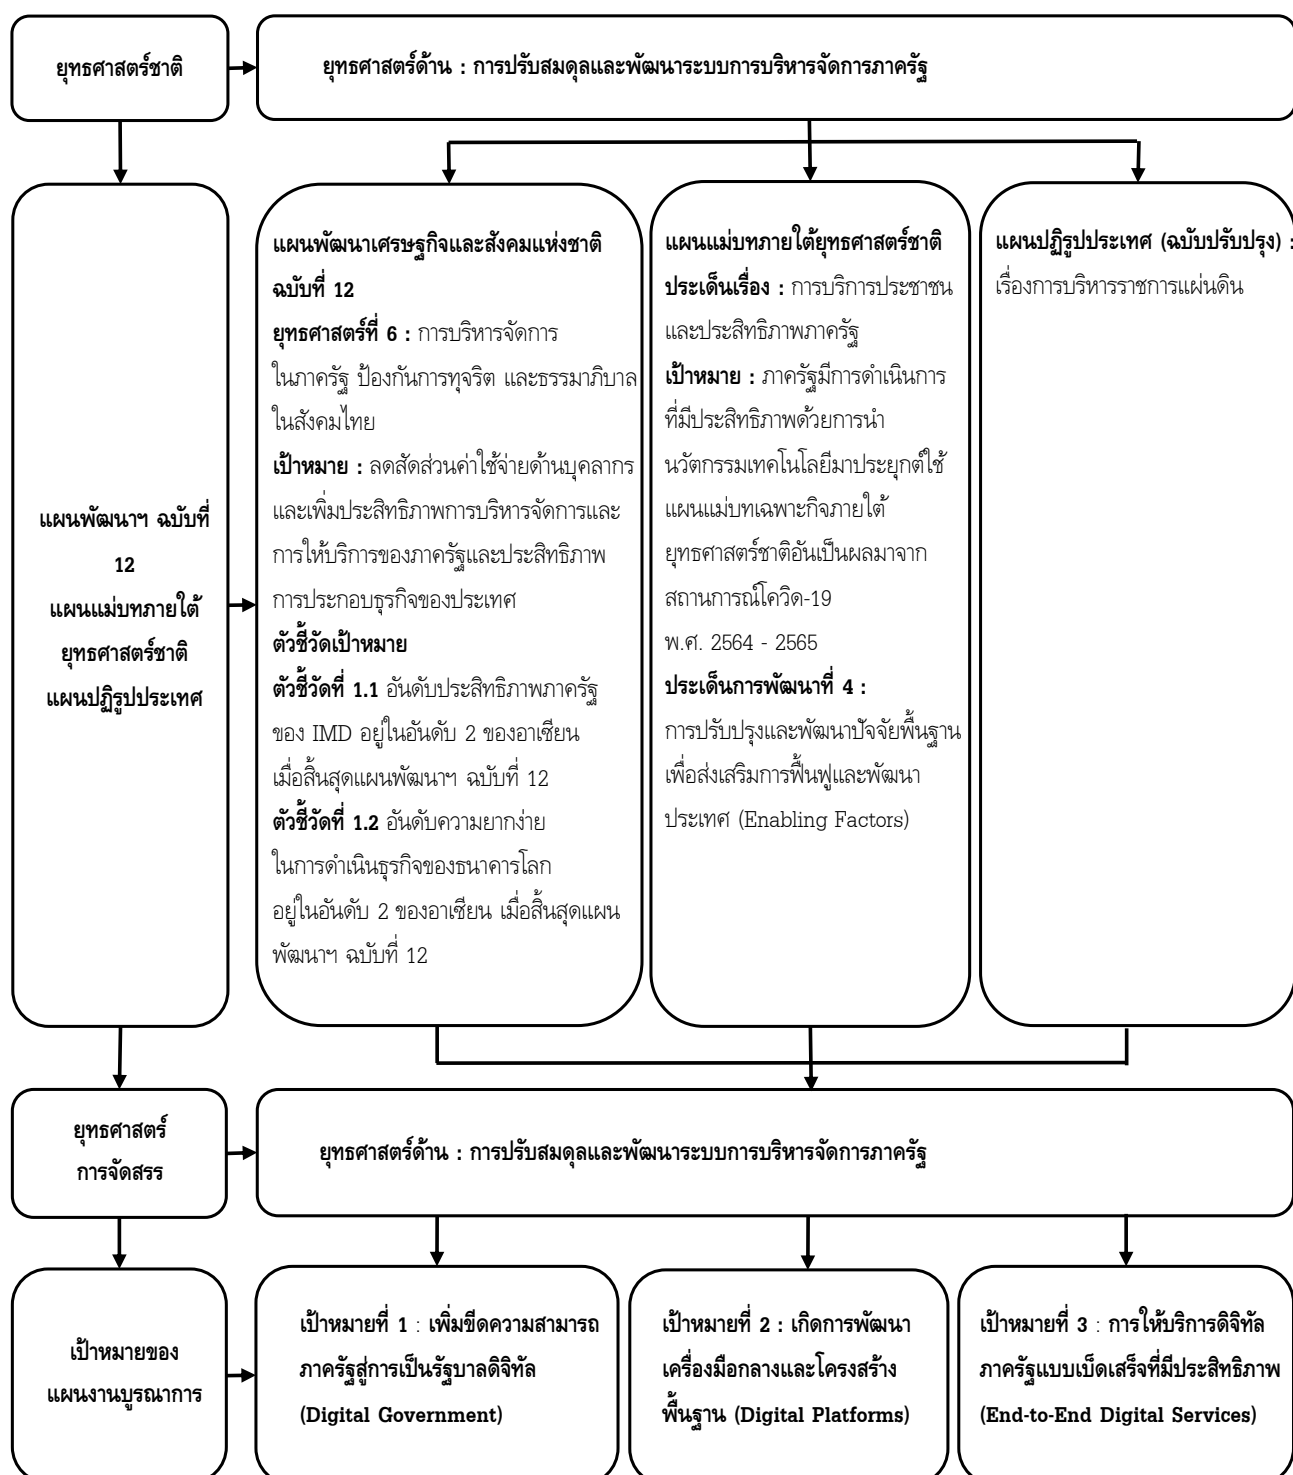 ยุทธศาสตร์ชาติ
ยุทธศาสตร์ด้าน : การปรับสมดุลและพัฒนาระบบการบริหารจัดการภาครัฐ
แผนพัฒนาฯ ฉบับที่
12
แผนแม่บทภายใต้
ยุทธศาสตร์ชาติ
แผนปฏิรูปประเทศ
แผนพัฒนาเศรษฐกิจและสังคมแห่งชาติ
ฉบับที่ 12
ยุทธศาสตร์ที่ 6 : การบริหารจัดการ
ในภาครัฐ ป้องกันการทุจริต และธรรมาภิบาล
ในสังคมไทย
เป้าหมาย : ลดสัดส่วนค่าใช้จ่ายด้านบุคลากร
และเพิ่มประสิทธิภาพการบริหารจัดการและ
การให้บริการของภาครัฐและประสิทธิภาพ
การประกอบธุรกิจของประเทศ
ตัวชี้วัดเป้าหมาย
ตัวชี้วัดที่ 1.1 อันดับประสิทธิภาพภาครัฐ
ของ IMD อยู่ในอันดับ 2 ของอาเซียน
เมื่อสิ้นสุดแผนพัฒนาฯ ฉบับที่ 12
ตัวชี้วัดที่ 1.2 อันดับความยากง่าย
ในการดำเนินธุรกิจของธนาคารโลก
อยู่ในอันดับ 2 ของอาเซียน เมื่อสิ้นสุดแผน
พัฒนาฯ ฉบับที่ 12
แผนแม่บทภายใต้ยุทธศาสตร์ชาติ
ประเด็นเรื่อง : การบริการประชาชน
และประสิทธิภาพภาครัฐ
เป้าหมาย : ภาครัฐมีการดำเนินการ
ที่มีประสิทธิภาพด้วยการนำ
นวัตกรรมเทคโนโลยีมาประยุกต์ใช้
แผนแม่บทเฉพาะกิจภายใต้
ยุทธศาสตร์ชาติอันเป็นผลมาจาก
สถานการณ์โควิด-19
พ.ศ. 2564 - 2565
ประเด็นการพัฒนาที่ 4 :
การปรับปรุงและพัฒนาปัจจัยพื้นฐาน
เพื่อส่งเสริมการฟื้นฟูและพัฒนา
ประเทศ (Enabling Factors)
แผนปฏิรูปประเทศ (ฉบับปรับปรุง) :
เรื่องการบริหารราชการแผ่นดิน
ยุทธศาสตร์
การจัดสรร
ยุทธศาสตร์ด้าน : การปรับสมดุลและพัฒนาระบบการบริหารจัดการภาครัฐ
เป้าหมายของ
แผนงานบูรณาการ
เป้าหมายที่ 1 : เพิ่มขีดความสามารถ
ภาครัฐสู่การเป็นรัฐบาลดิจิทัล
(Digital Government)
เป้าหมายที่ 2 : เกิดการพัฒนา
เครื่องมือกลางและโครงสร้าง
พื้นฐาน (Digital Platforms)
เป้าหมายที่ 3 : การให้บริการดิจิทัล
ภาครัฐแบบเบ็ดเสร็จที่มีประสิทธิภาพ
(End-to-End Digital Services)